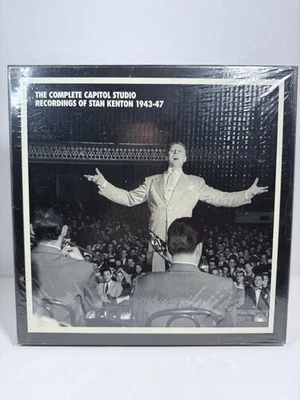 THE COMPLETE CAPITOL STUDIO
RECORDINGS OF STAN KENTON 1943-47